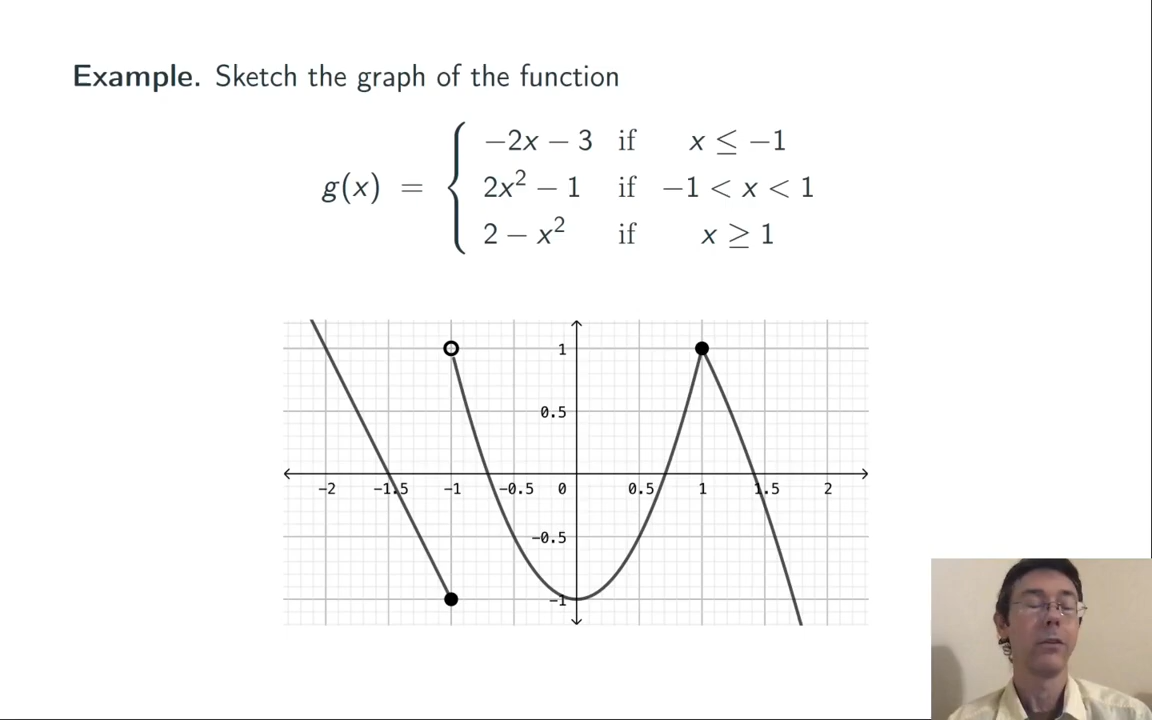 Example. Sketch the graph of the function
−2x − 3 if x ≤ −1
g(x) = { 2x² − 1 if −1 < x < 1
2 − x² if x ≥ 1
1
0.5
−2 −1.5 −1 −0.5 0 0.5 1 1.5 2
−0.5
−1